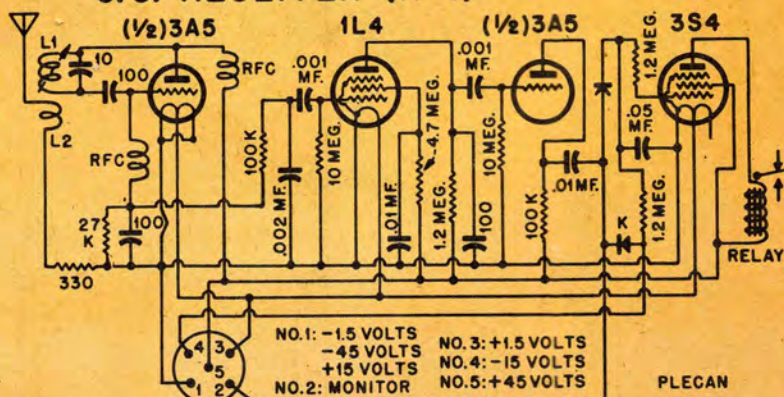 (½)3A5
1L4
(½)3A5
3S4
L1
10
100
RFC
.001
MF.
.001
MF.
1.2 MEG.
L2
RFC
100K
.002 MF.
10 MEG.
.01 MF.
4.7 MEG.
1.2 MEG.
100
10 MEG.
100K
.01 MF.
.05
MF.
K
1.2 MEG.
RELAY
27
K
100
330
4 3
5
1 2
NO.1: -1.5 VOLTS
-45 VOLTS
+15 VOLTS
NO.2: MONITOR
NO.3: +1.5 VOLTS
NO.4: -15 VOLTS
NO.5: +45 VOLTS
PLECAN